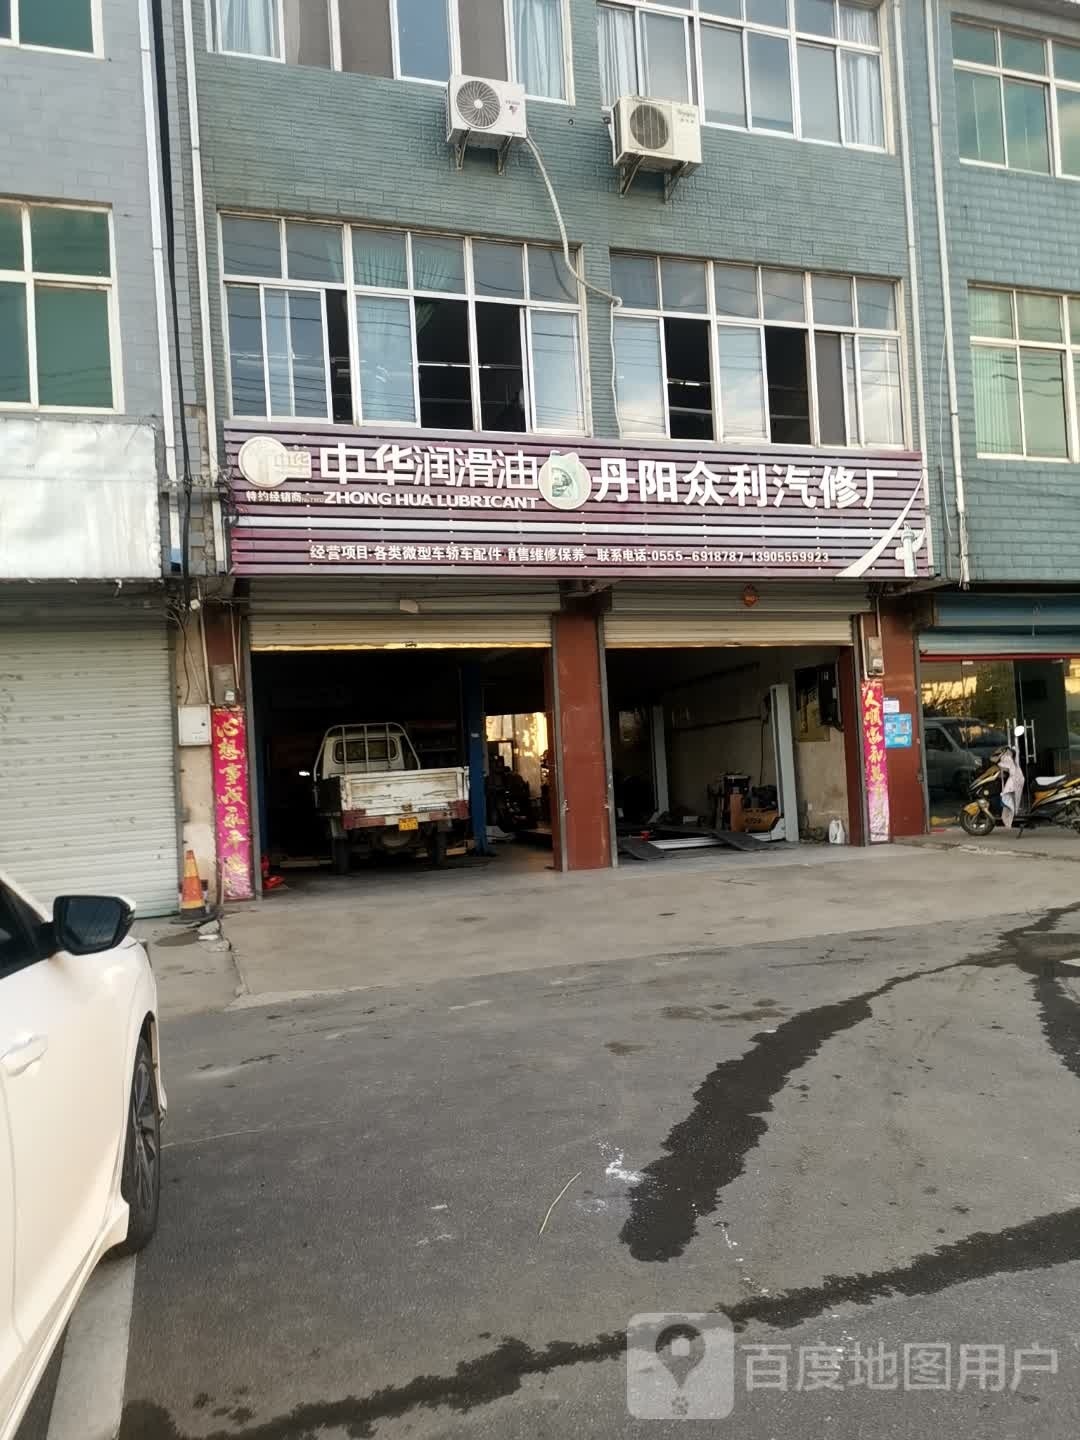 中华 中华润滑油 丹阳众利汽修厂
特约经销商 ZHONG HUA LUBRICANT
经营项目:各类微型车轿车配件 销售维修保养 联系电话:0555-6918787 13905559923
百度地图用户